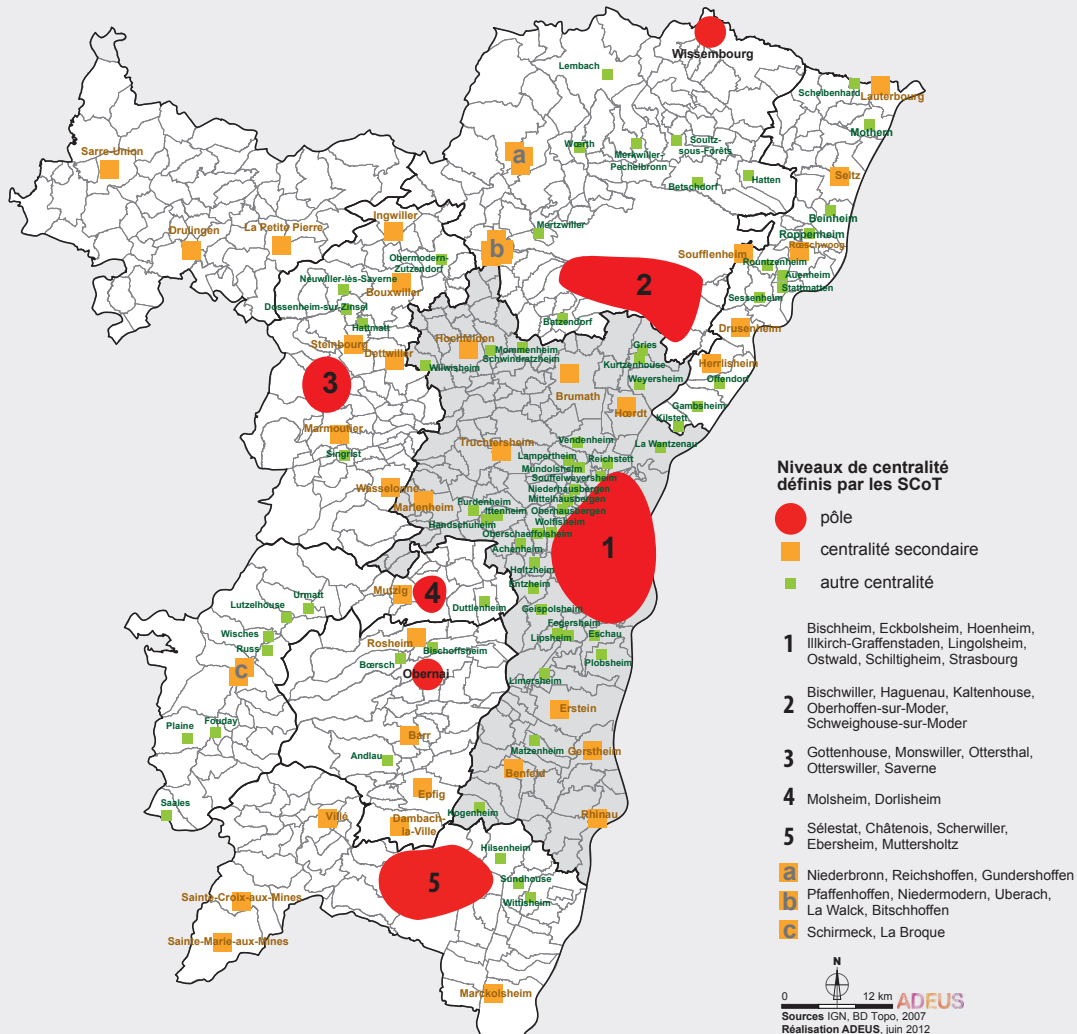 Wissembourg
Lembach
Scheibenhard
Lauterbourg
Mothern
Sarre-Union
a
Wœrth
Merkwiller-
Pechelbronn
Soultz-
sous-Forêts
Betschdorf
Hatten
Seltz
Beinheim
Drulingen
La Petite Pierre
Ingwiller
Mertzwiller
b
Obermodern-
Zutzendorf
Soufflenheim
Roppenheim
Rœschwoog
Rountzenheim
Auenheim
Stattmatten
Sessenheim
Neuwiller-lès-Saverne
Bouxwiller
Dossenheim-sur-Zinsel
Hattmatt
2
Batzendorf
Drusenheim
Steinbourg
Dettwiller
Hochfelden
Mommenheim
Schwindratzheim
Wilwisheim
Gries
Kurtzenhouse
Weyersheim
Herrlisheim
Offendorf
3
Brumath
Hœrdt
Gambsheim
Kilstett
Marmoutier
Singrist
Truchtersheim
Vendenheim
La Wantzenau
Lampertheim
Reichstett
Mundolsheim
Souffelweyersheim
Niederhausbergen
Mittelhausbergen
Oberhausbergen
Wasselonne
Marlenheim
Furdenheim
Ittenheim
Handschuheim
Wolfisheim
Oberschaeffolsheim
Achenheim
1
Holtzheim
Entzheim
Mutzig
4
Duttlenheim
Geispolsheim
Urmatt
Lutzelhouse
Wisches
Russ
Rosheim
Bischoffsheim
Bœrsch
Obernai
Fegersheim
Lipsheim
Eschau
Plobsheim
Limersheim
c
Plaine
Fouday
Saales
Barr
Andlau
Epfig
Erstein
Matzenheim
Gerstheim
Benfeld
Rhinau
Kogenheim
Villé
Dambach-
la-Ville
Hilsenheim
5
Sundhouse
Wittisheim
Sainte-Croix-aux-Mines
Sainte-Marie-aux-Mines
Marckolsheim
Niveaux de centralité
définis par les SCoT
pôle
centralité secondaire
autre centralité
1 Bischheim, Eckbolsheim, Hoenheim,
Illkirch-Graffenstaden, Lingolsheim,
Ostwald, Schiltigheim, Strasbourg
2 Bischwiller, Haguenau, Kaltenhouse,
Oberhoffen-sur-Moder,
Schweighouse-sur-Moder
3 Gottenhouse, Monswiller, Ottersthal,
Otterswiller, Saverne
4 Molsheim, Dorlisheim
5 Sélestat, Châtenois, Scherwiller,
Ebersheim, Muttersholtz
a Niederbronn, Reichshoffen, Gundershoffen
b Pfaffenhoffen, Niedermodern, Uberach,
La Walck, Bitschhoffen
c Schirmeck, La Broque
N
0 12 km ADEUS
Sources IGN, BD Topo, 2007
Réalisation ADEUS, juin 2012